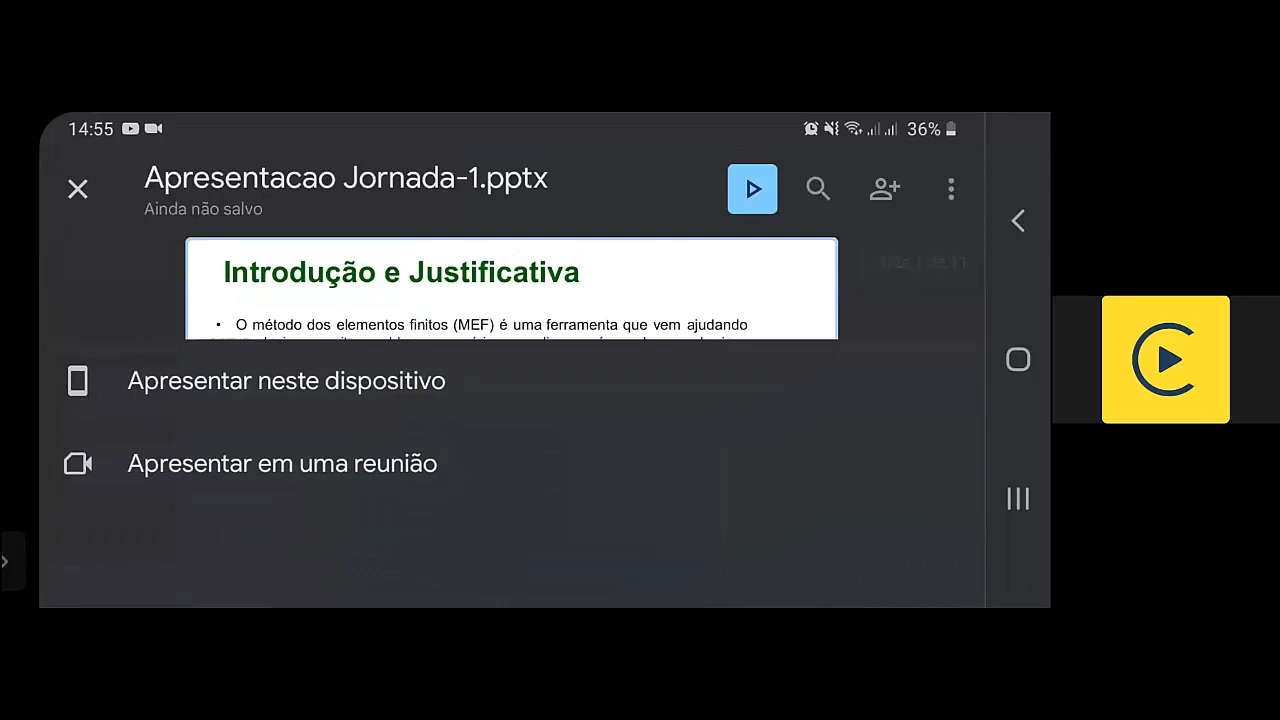 14:55
36%
Apresentacao Jornada-1.pptx
Ainda não salvo
Introdução e Justificativa
• O método dos elementos finitos (MEF) é uma ferramenta que vem ajudando
Apresentar neste dispositivo
Apresentar em uma reunião